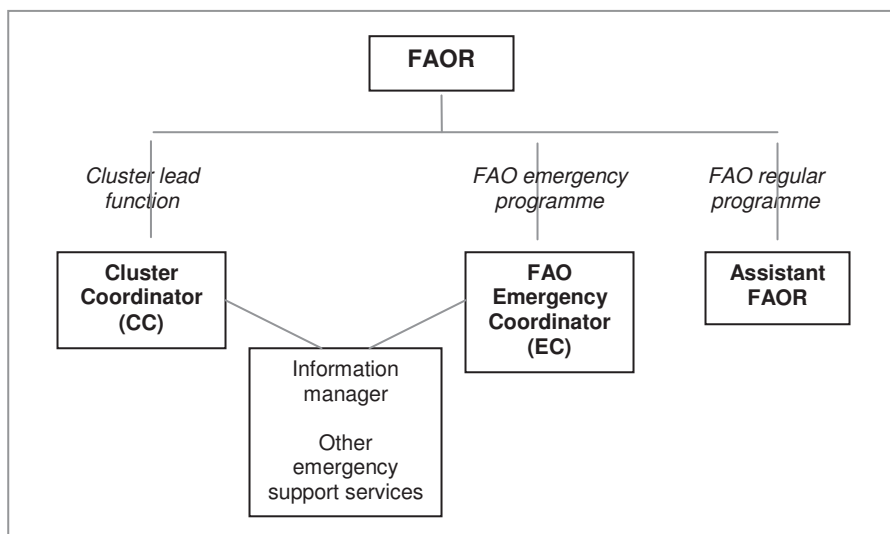 FAOR
Cluster lead
function
FAO emergency
programme
FAO regular
programme
Cluster
Coordinator
(CC)
FAO
Emergency
Coordinator
(EC)
Assistant
FAOR
Information
manager
Other
emergency
support services